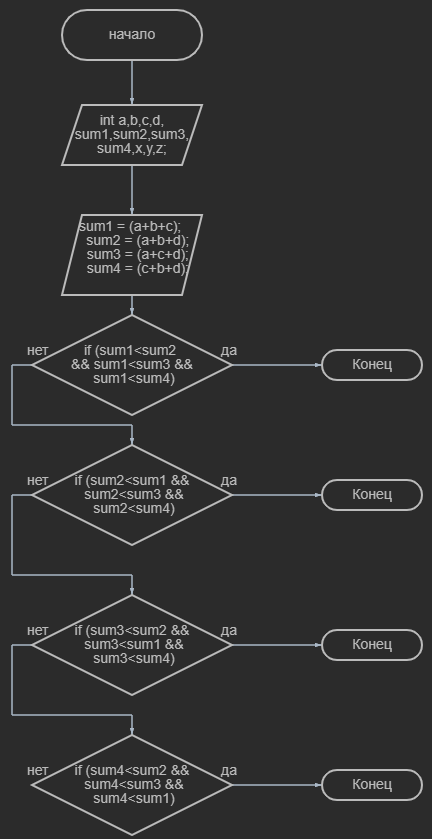 начало
int a,b,c,d,
sum1,sum2,sum3,
sum4,x,y,z;
sum1 = (a+b+c);
sum2 = (a+b+d);
sum3 = (a+c+d);
sum4 = (c+b+d);
нет
if (sum1<sum2
&& sum1<sum3 &&
sum1<sum4)
да
Конец
нет
if (sum2<sum1 &&
sum2<sum3 &&
sum2<sum4)
да
Конец
нет
if (sum3<sum2 &&
sum3<sum1 &&
sum3<sum4)
да
Конец
нет
if (sum4<sum2 &&
sum4<sum3 &&
sum4<sum1)
да
Конец